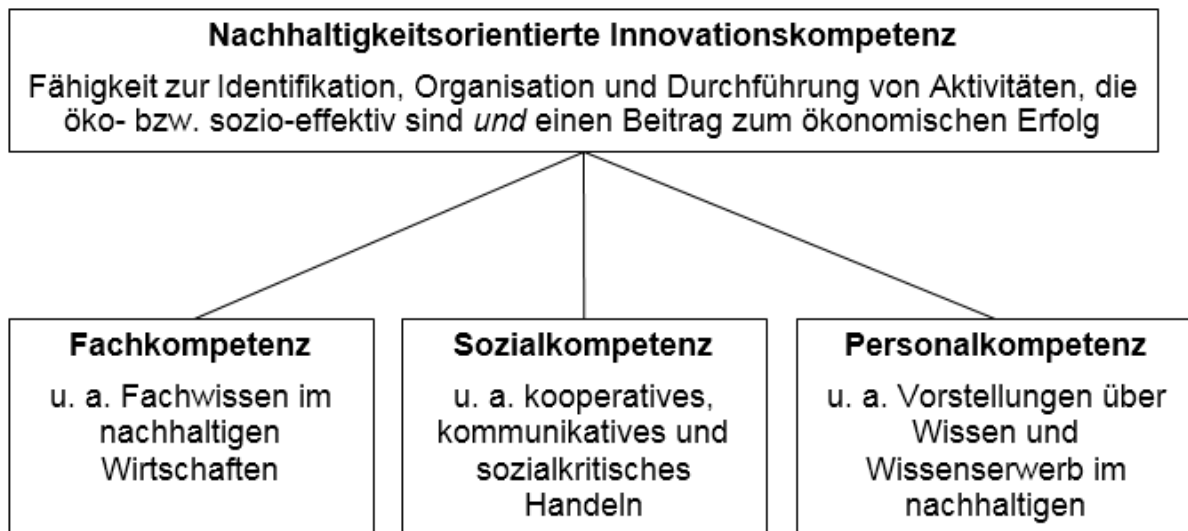 Nachhaltigkeitsorientierte Innovationskompetenz
Fähigkeit zur Identifikation, Organisation und Durchführung von Aktivitäten, die
öko- bzw. sozio-effektiv sind und einen Beitrag zum ökonomischen Erfolg
Fachkompetenz
u. a. Fachwissen im
nachhaltigen
Wirtschaften
Sozialkompetenz
u. a. kooperatives,
kommunikatives und
sozialkritisches
Handeln
Personalkompetenz
u. a. Vorstellungen über
Wissen und
Wissenserwerb im
nachhaltigen